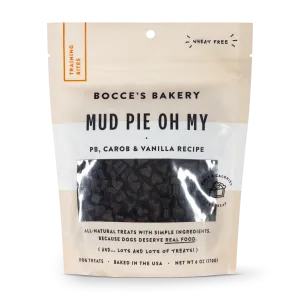 TRAINING
BITES
WHEAT FREE
BOCCE'S BAKERY
MUD PIE OH MY
PB, CAROB & VANILLA RECIPE
ALL-NATURAL TREATS WITH SIMPLE INGREDIENTS.
BECAUSE DOGS DESERVE REAL FOOD.
(AND... LOTS AND LOTS OF TREATS!)
DOG TREATS • BAKED IN THE USA • NET WT 6 OZ (170G)